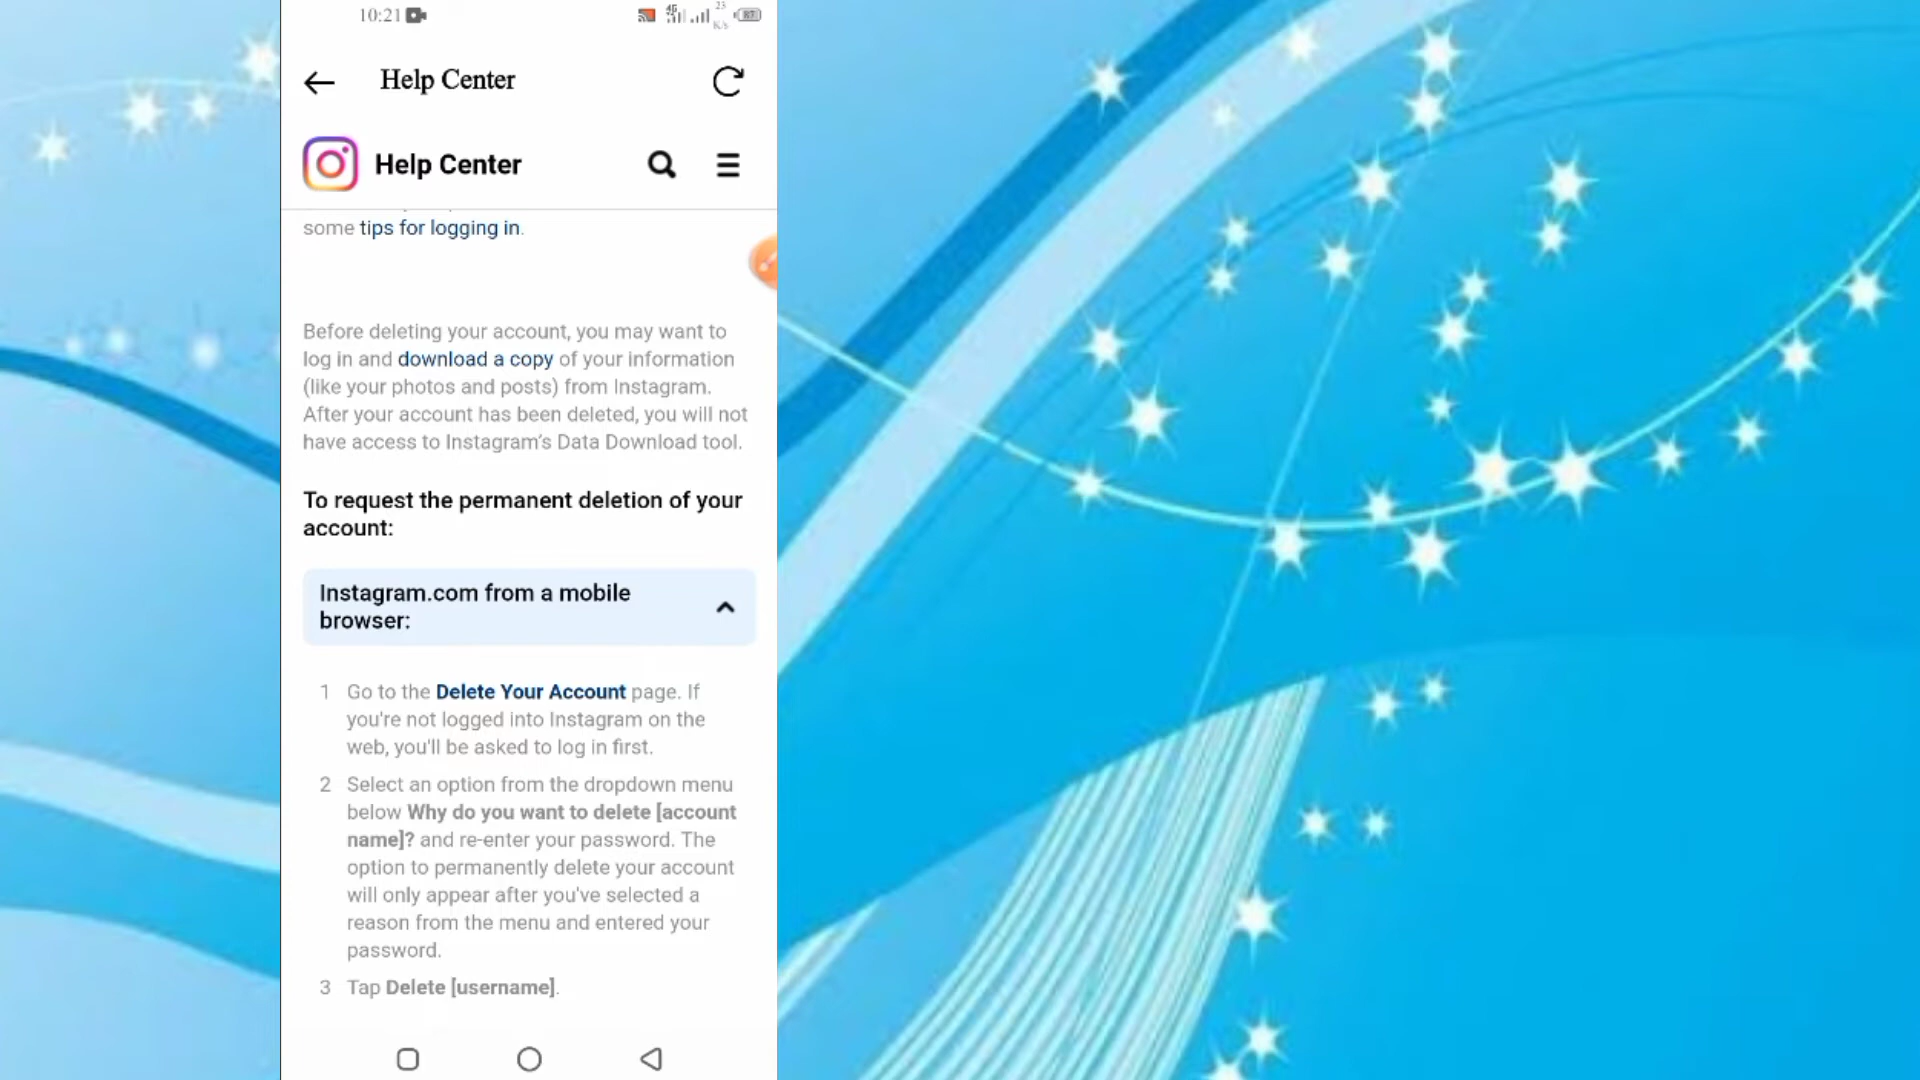 10:21
4G
23
K/s
87
Help Center
Help Center
some tips for logging in.
Before deleting your account, you may want to
log in and download a copy of your information
(like your photos and posts) from Instagram.
After your account has been deleted, you will not
have access to Instagram's Data Download tool.
To request the permanent deletion of your
account:
Instagram.com from a mobile
browser:
1 Go to the Delete Your Account page. If
you're not logged into Instagram on the
web, you'll be asked to log in first.
2 Select an option from the dropdown menu
below Why do you want to delete [account
name]? and re-enter your password. The
option to permanently delete your account
will only appear after you've selected a
reason from the menu and entered your
password.
3 Tap Delete [username].